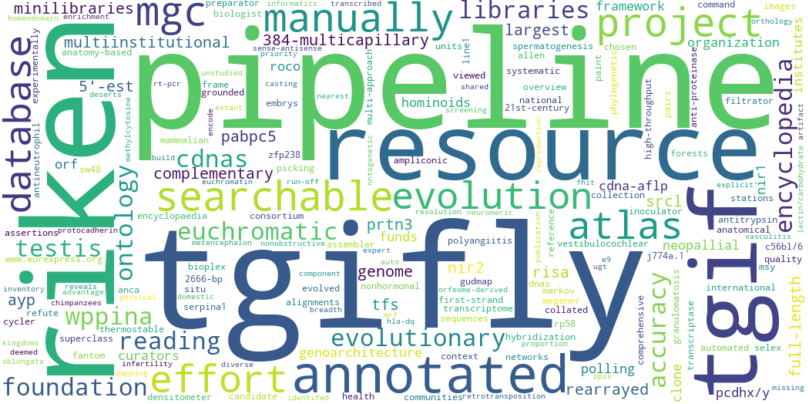 minilibraries
mgc
preparator
informatics
transcribed
libraries
command
images
homeodomain
enrichment
biologist
manually
largest
framework
orthology
project
multiinstitutional
384-multicapillary
priority
sense-antisense
units
line1
spermatogenesis
allen
chosen
organization
institutes
anatomy-based
roco
systematic
paint
phylogenetic
database
experimentally
5'-est
unstudied
casting
viewed
national
21st-century
overview
pairs
anti-proteinase
deserts
rt-pcr
frame
grounded
embrys
multi-approach
hominoids
shared
screening
nearest
high-throughput
filtrator
encyclopedia
artifact
riken
pipeline
antineutrophil
methylcytosine
extant
encode
mammalian
pabpc5
orf
build
zfp238
ampliconic
resource
reproduction
forests
explicit
sw48
cdnas
complementary
picking
ontogenetic
fhit
cdna-aflp
stations
euchromatin
run-off
collection
nir1
antitrypsin
lectin/carbohydrate
searchable
evolution
srcl
assertions
protocadherin
ontology
encyclopaedia
consortium
resolution
neuromeric
publication
reference
inoculator
atlas
anatomical
vasculitis
www.eurexpress.org
euchromatic
prtn3
vestibulocochlear
c56bl/6
testis
metencephalon
nonobstructive
assembler
funds
polyangiitis
neopallial
j774a.1
quality
inventory
reveals
advantage
chimpanzees
anca
bioplex
genome
expert
auto
nir2
risa
e9
ugt
msy
tgifly
tgif
ayp
physical
2666-bp
situ
component
evolved
nonhormonal
gudmap
orfeome-derived
dnas
markov
wegener
granulomatosis
international
refute
domestic
serpina1
alignments
breadth
tfs
first-strand
transcriptome
collated
comprehensive
accuracy
full-length
cycler
wppina
thermostable
mrf
hla-dq
sequences
rp58
transcriptase
automated
selex
kingdoms
superclass
reading
evolutionary
hybridization
proportion
deemed
fantom
curators
infertility
genoarchitecture
context
networks
polling
clone
oblongata
mapping
diverse
effort
annotated
ppis
rearrayed
pcdhx/y
missing
foundation
densitometer
candidate
identifed
health
communities
retrotransposition